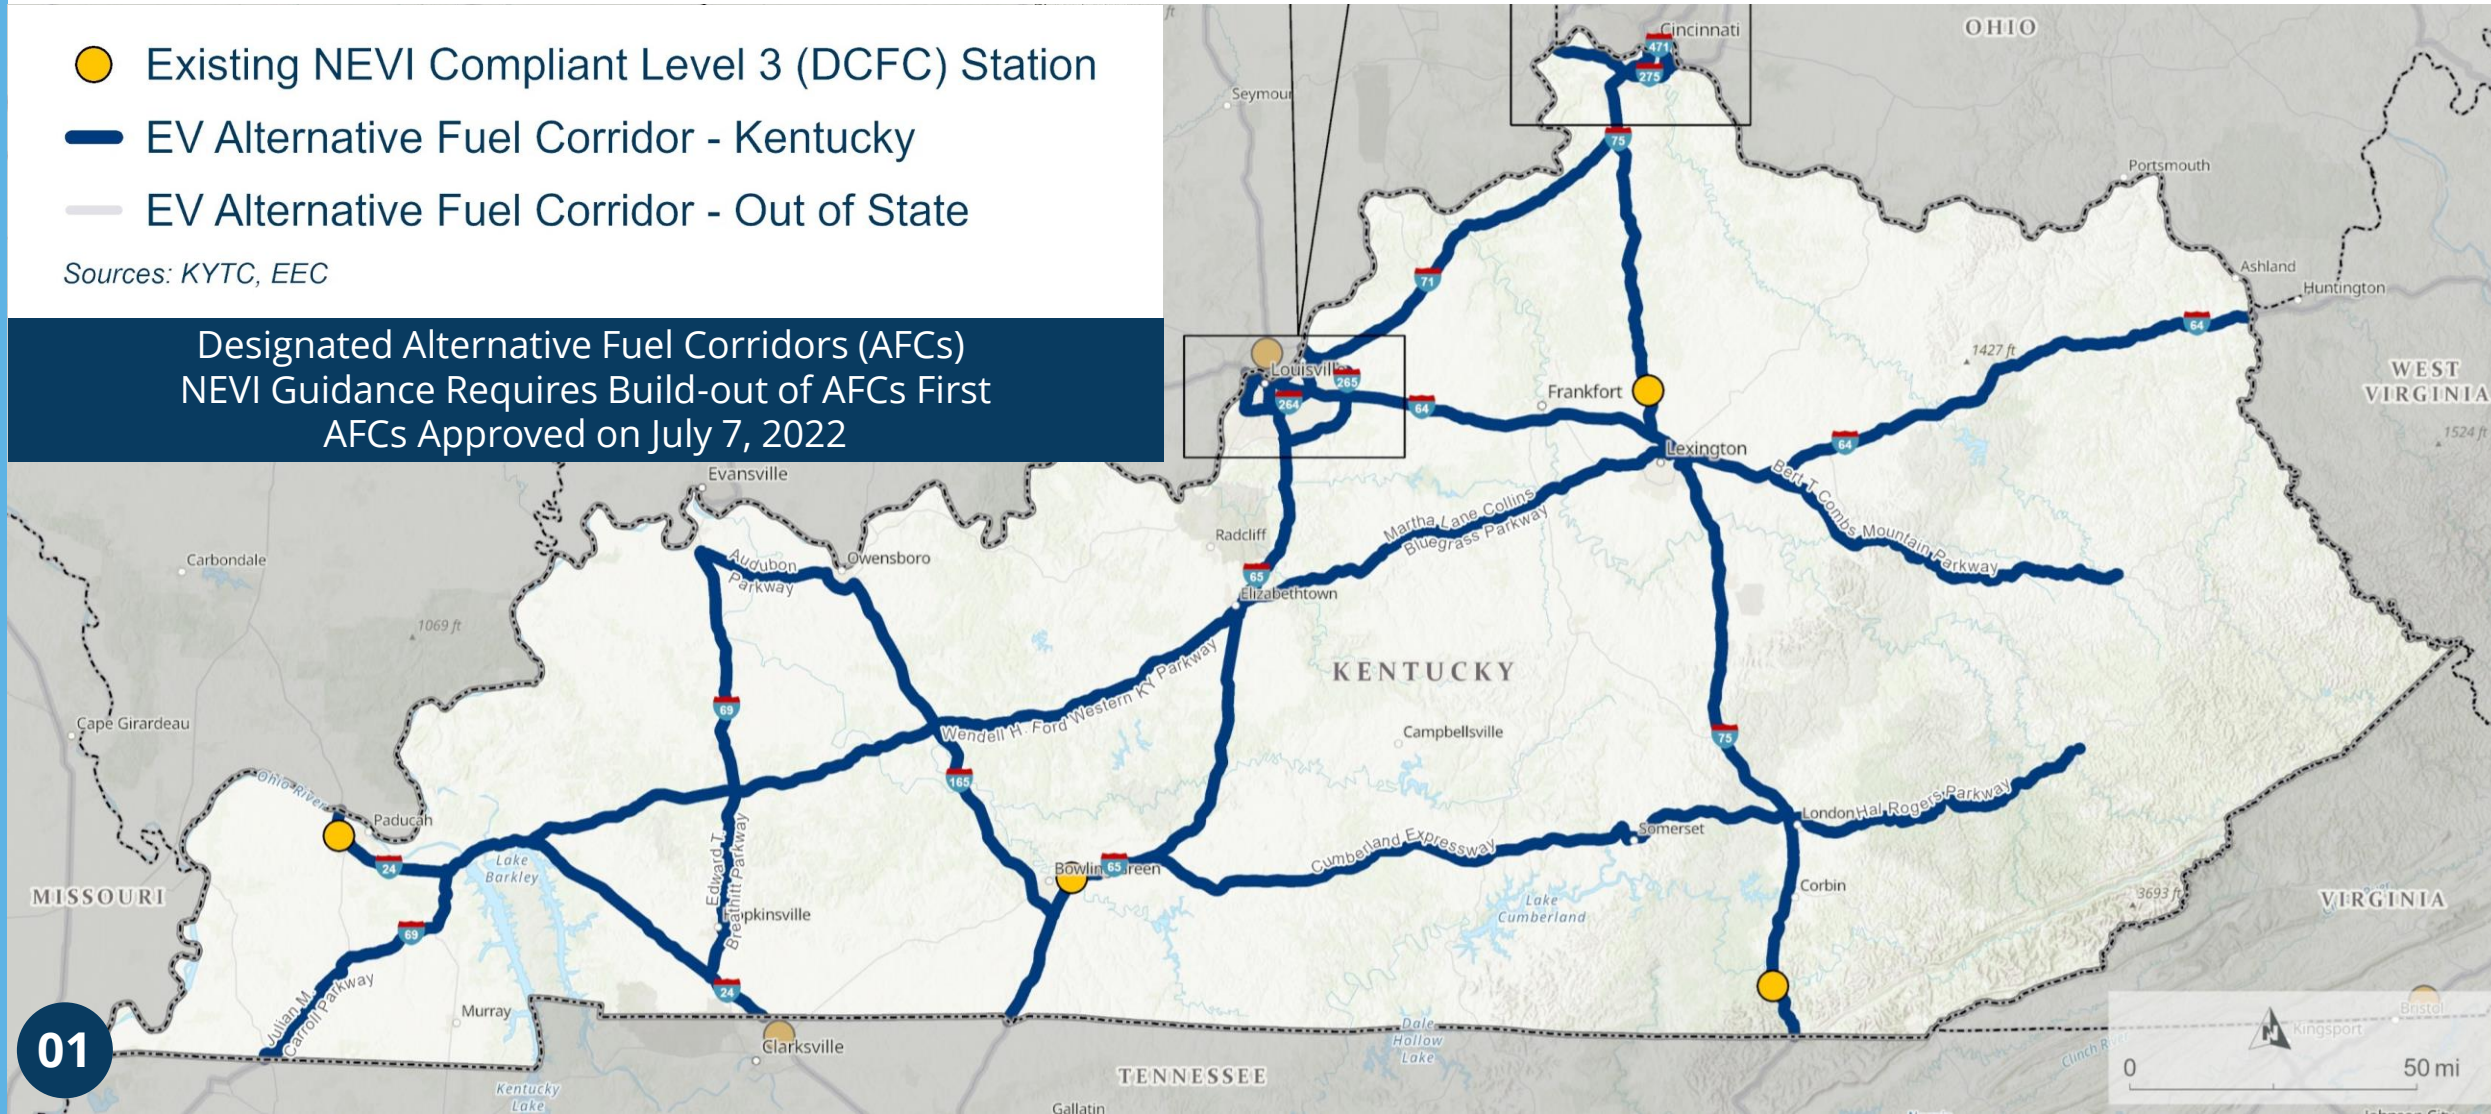 Existing NEVI Compliant Level 3 (DCFC) Station
EV Alternative Fuel Corridor - Kentucky
EV Alternative Fuel Corridor - Out of State
Sources: KYTC, EEC
Designated Alternative Fuel Corridors (AFCs)
NEVI Guidance Requires Build-out of AFCs First
AFCs Approved on July 7, 2022
ft
Cincinnati
OHIO
471
275
Seymour
75
Portsmouth
71
Ashland
Huntington
64
1427 ft
WEST
VIRGINIA
1524 ft
Louisville
265
264
64
Frankfort
Lexington
64
Bert T Combs Mountain Parkway
Evansville
Martha Lane Collins
Bluegrass Parkway
Radcliff
Carbondale
Audubon
Parkway
Owensboro
65
Elizabethtown
1069 ft
KENTUCKY
Wendell H. Ford Western KY Parkway
69
Cape Girardeau
Campbellsville
75
165
Ohio River
Paducah
London
Hal Rogers Parkway
Somerset
Cumberland Expressway
Edward T.
Breathitt Parkway
Lake
Barkley
24
Bowling Green
65
Corbin
MISSOURI
3693 ft
VIRGINIA
Hopkinsville
Lake
Cumberland
69
24
Julian M.
Carroll Parkway
Murray
01
Clarksville
Dale
Hollow
Lake
TENNESSEE
Kentucky
Lake
Gallatin
N
Bristol
Kingsport
Clinch River
0
50 mi